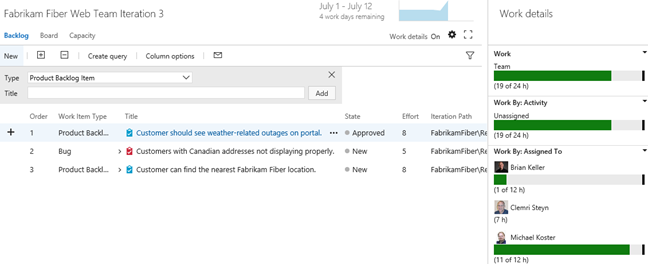 Fabrikam Fiber Web Team Iteration 3
July 1 - July 12
4 work days remaining
Backlog Board Capacity
Work details On
New Create query Column options
Type Product Backlog Item
Title Add
Order Work Item Type Title State Effort Iteration Path
1 Product Backl... Customer should see weather-related outages on portal. ... Approved 8 FabrikamFiber\Re
2 Bug Customers with Canadian addresses not displaying properly. New 5 FabrikamFiber\Re
3 Product Backl... Customer can find the nearest Fabrikam Fiber location. New 8 FabrikamFiber\Re
Work details
Work
Team
(19 of 24 h)
Work By: Activity
Unassigned
(19 of 24 h)
Work By: Assigned To
Brian Keller
(1 of 12 h)
Clemri Steyn
(7 h)
Michael Koster
(11 of 12 h)